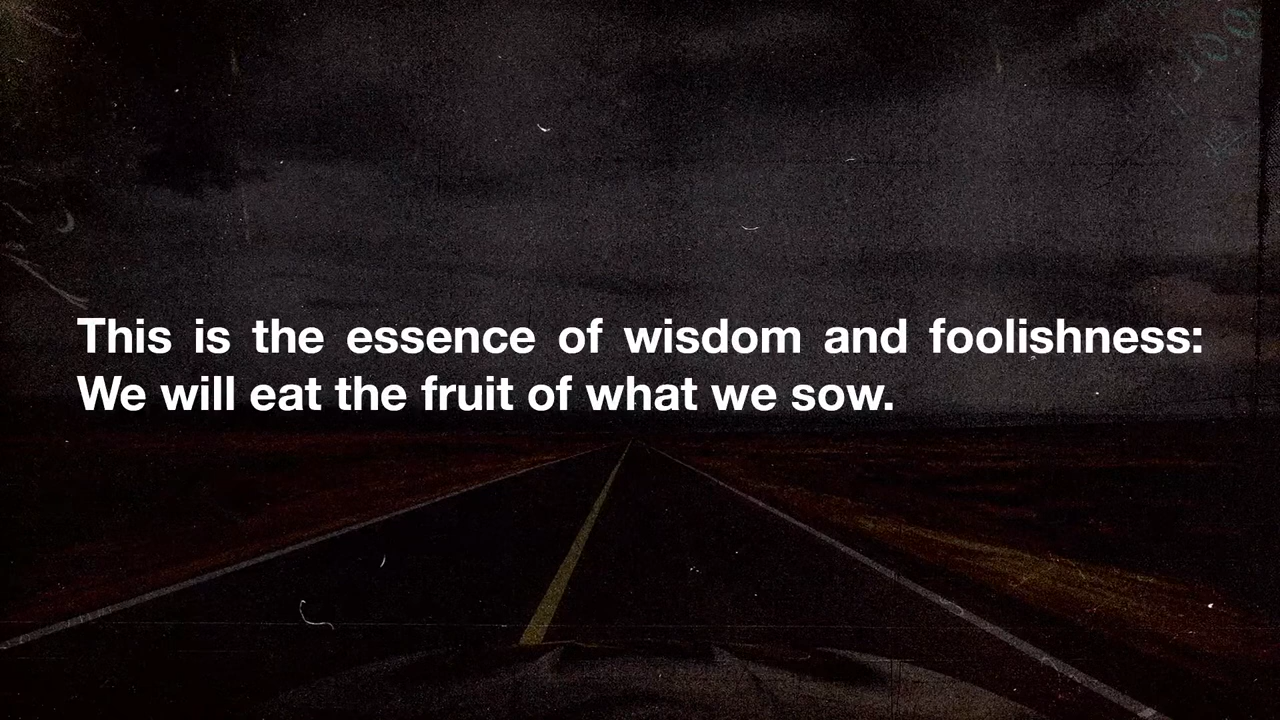 This is the essence of wisdom and foolishness:
We will eat the fruit of what we sow.